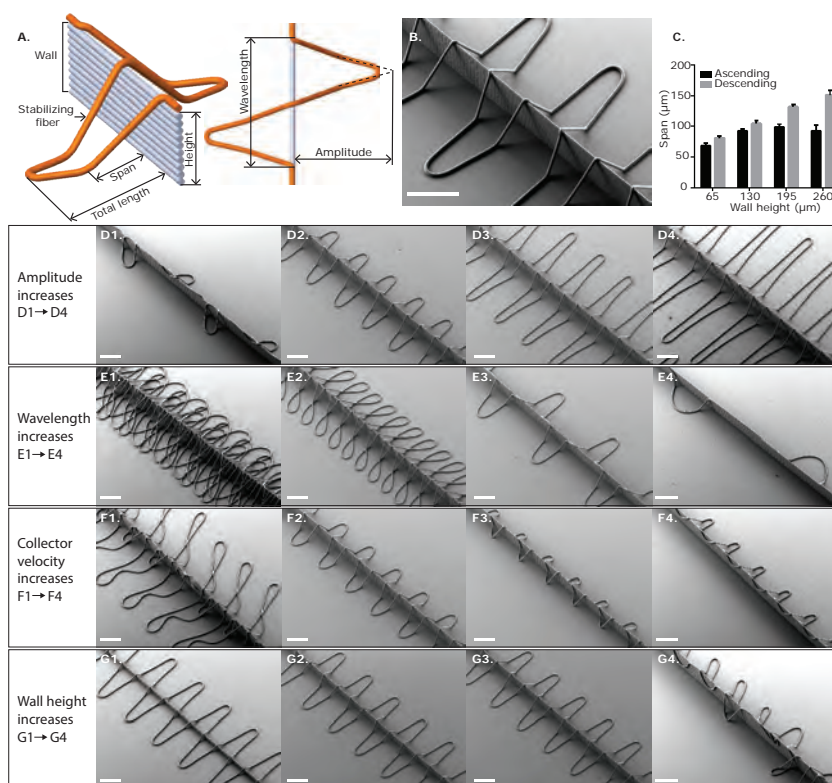 A.
Wall
Stabilizing
fiber
Span
Total length
Height
Wavelength
Amplitude
B.
C.
Ascending
Descending
Span (µm)
200
150
100
50
0
65
130
195
260
Wall height (µm)
Amplitude
increases
D1→ D4
D1.
D2.
D3.
D4.
Wavelength
increases
E1→ E4
E1.
E2.
E3.
E4.
Collector
velocity
increases
F1→ F4
F1.
F2.
F3.
F4.
Wall height
increases
G1→ G4
G1.
G2.
G3.
G4.